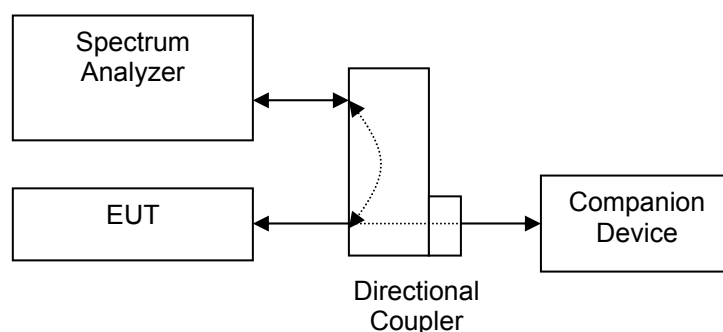 Spectrum
Analyzer
EUT
Companion
Device
Directional
Coupler